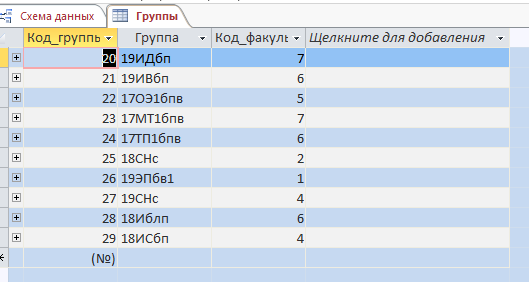 Схема данных Группы
Код_группы Группа Код_факуль Щелкните для добавления
20 19ИДбп 7
21 19ИВбп 6
22 17ОЭ1бпв 5
23 17МТ1бпв 7
24 17ТП1бпв 6
25 18СНс 2
26 19ЭПбв1 1
27 19СНс 4
28 18Иблп 6
29 18ИСбп 4
(№)